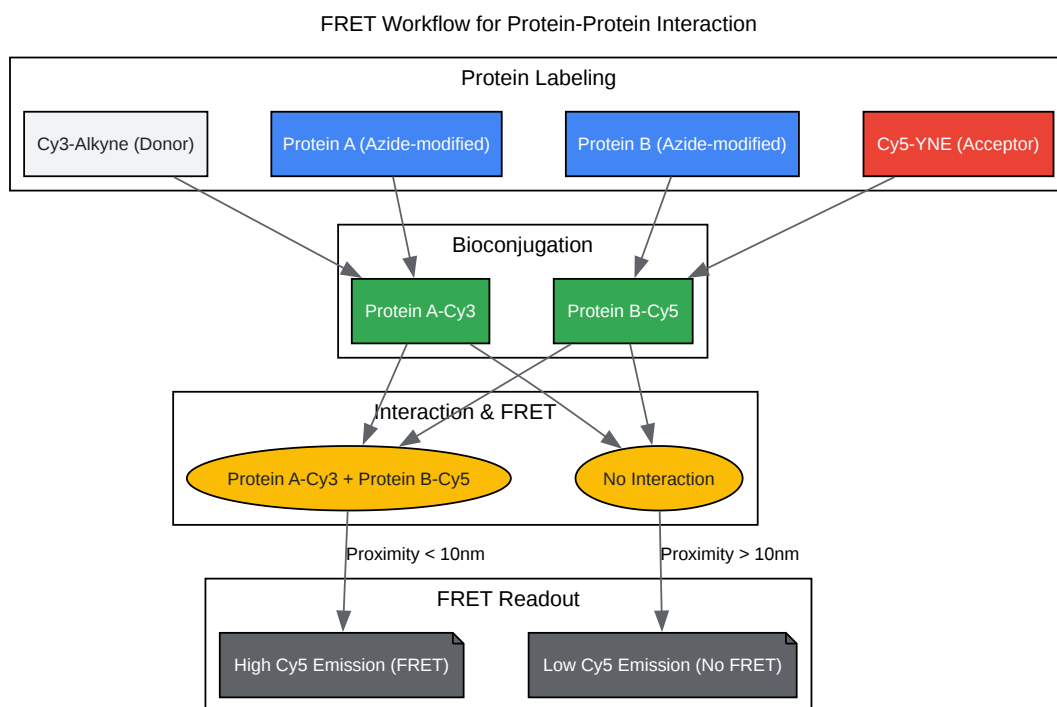 FRET Workflow for Protein-Protein Interaction
Protein Labeling
Cy3-Alkyne (Donor)
Protein A (Azide-modified)
Protein B (Azide-modified)
Cy5-YNE (Acceptor)
Bioconjugation
Protein A-Cy3
Protein B-Cy5
Interaction & FRET
Protein A-Cy3 + Protein B-Cy5
No Interaction
Proximity < 10nm
Proximity > 10nm
FRET Readout
High Cy5 Emission (FRET)
Low Cy5 Emission (No FRET)